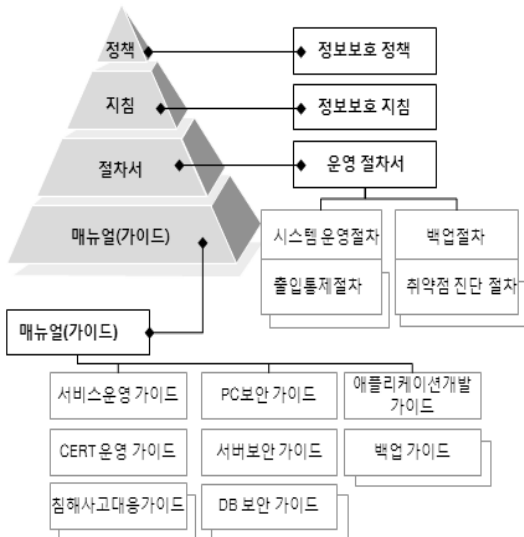 정책
정보보호 정책
지침
정보보호 지침
절차서
운영 절차서
매뉴얼(가이드)
시스템 운영절차
백업절차
출입통제절차
취약점 진단 절차
매뉴얼(가이드)
서비스운영 가이드
PC보안 가이드
애플리케이션개발
가이드
CERT 운영 가이드
서버보안 가이드
백업 가이드
침해사고대응가이드
DB 보안 가이드